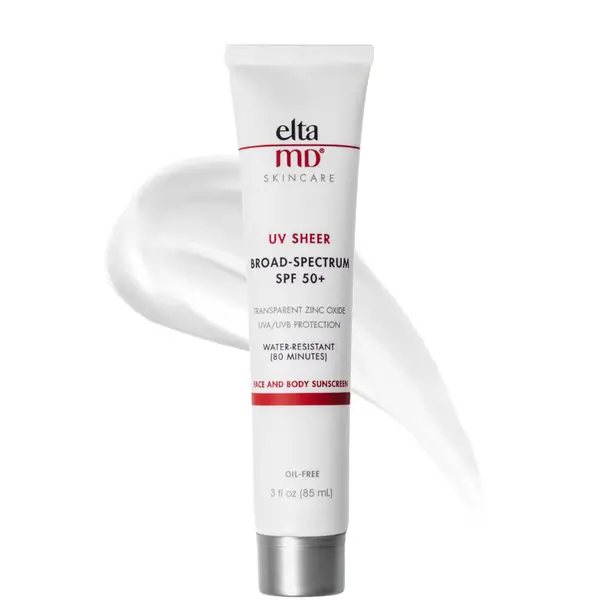 elta
MD®
SKINCARE
UV SHEER
BROAD-SPECTRUM
SPF 50+
TRANSPARENT ZINC OXIDE
UVA/UVB PROTECTION
WATER-RESISTANT
(80 MINUTES)
FACE AND BODY SUNSCREEN
OIL-FREE
3 fl oz (85 mL)